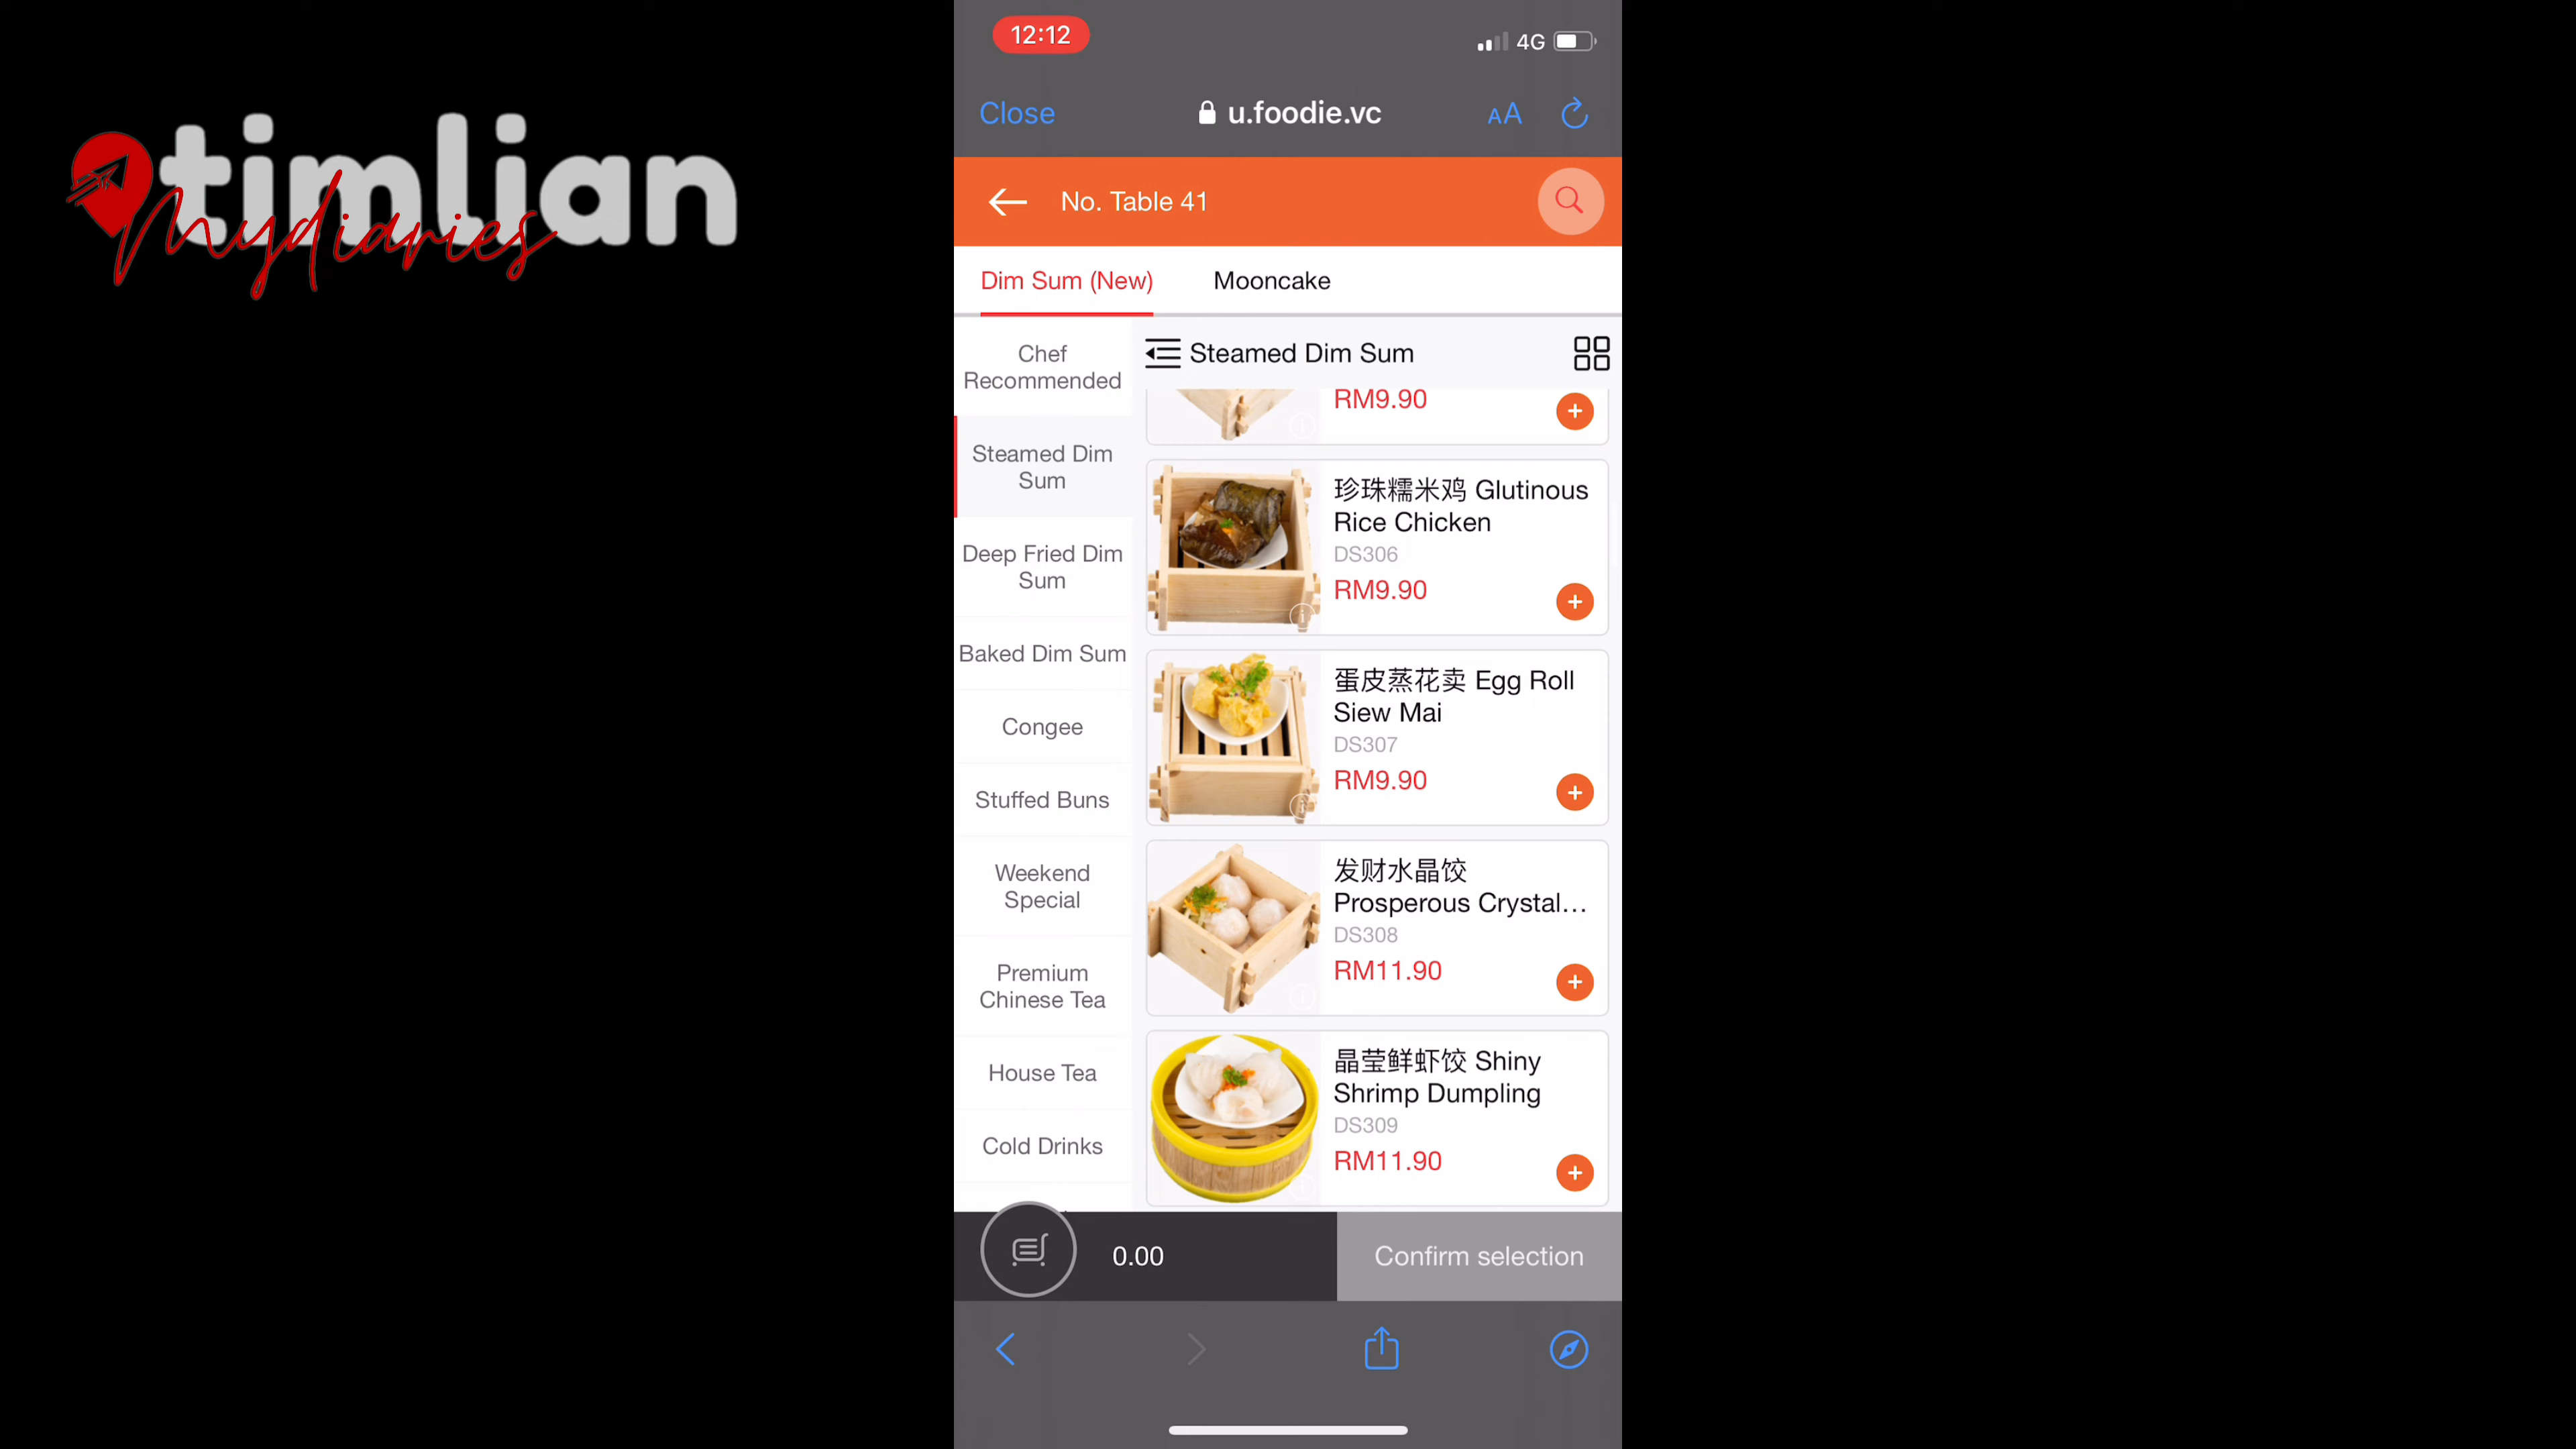 timlian
Mydiaries
12:12
4G
Close
u.foodie.vc
AA
No. Table 41
Dim Sum (New)
Mooncake
Chef
Recommended
Steamed Dim
Sum
Deep Fried Dim
Sum
Baked Dim Sum
Congee
Stuffed Buns
Weekend
Special
Premium
Chinese Tea
House Tea
Cold Drinks
Steamed Dim Sum
RM9.90
珍珠糯米鸡 Glutinous
Rice Chicken
DS306
RM9.90
蛋皮蒸花卖 Egg Roll
Siew Mai
DS307
RM9.90
发财水晶饺
Prosperous Crystal...
DS308
RM11.90
晶莹鲜虾饺 Shiny
Shrimp Dumpling
DS309
RM11.90
0.00
Confirm selection